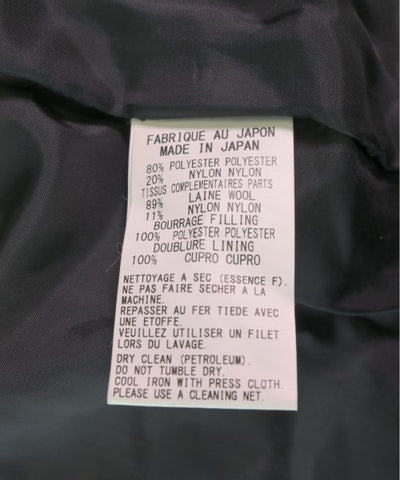 FABRIQUE AU JAPON
MADE IN JAPAN
80% POLYESTER POLYESTER
20% NYLON NYLON
TISSUS COMPLEMENTAIRES PARTS
89% LAINE WOOL
11% NYLON NYLON
BOURRAGE FILLING
100% POLYESTER POLYESTER
DOUBLURE LINING
100% CUPRO CUPRO
NETTOYAGE A SEC (ESSENCE F).
NE PAS FAIRE SECHER A LA
MACHINE.
REPASSER AU FER TIEDE AVEC
UNE ETOFFE.
VEUILLEZ UTILISER UN FILET
LORS DU LAVAGE.
DRY CLEAN (PETROLEUM).
DO NOT TUMBLE DRY.
COOL IRON WITH PRESS CLOTH.
PLEASE USE A CLEANING NET.